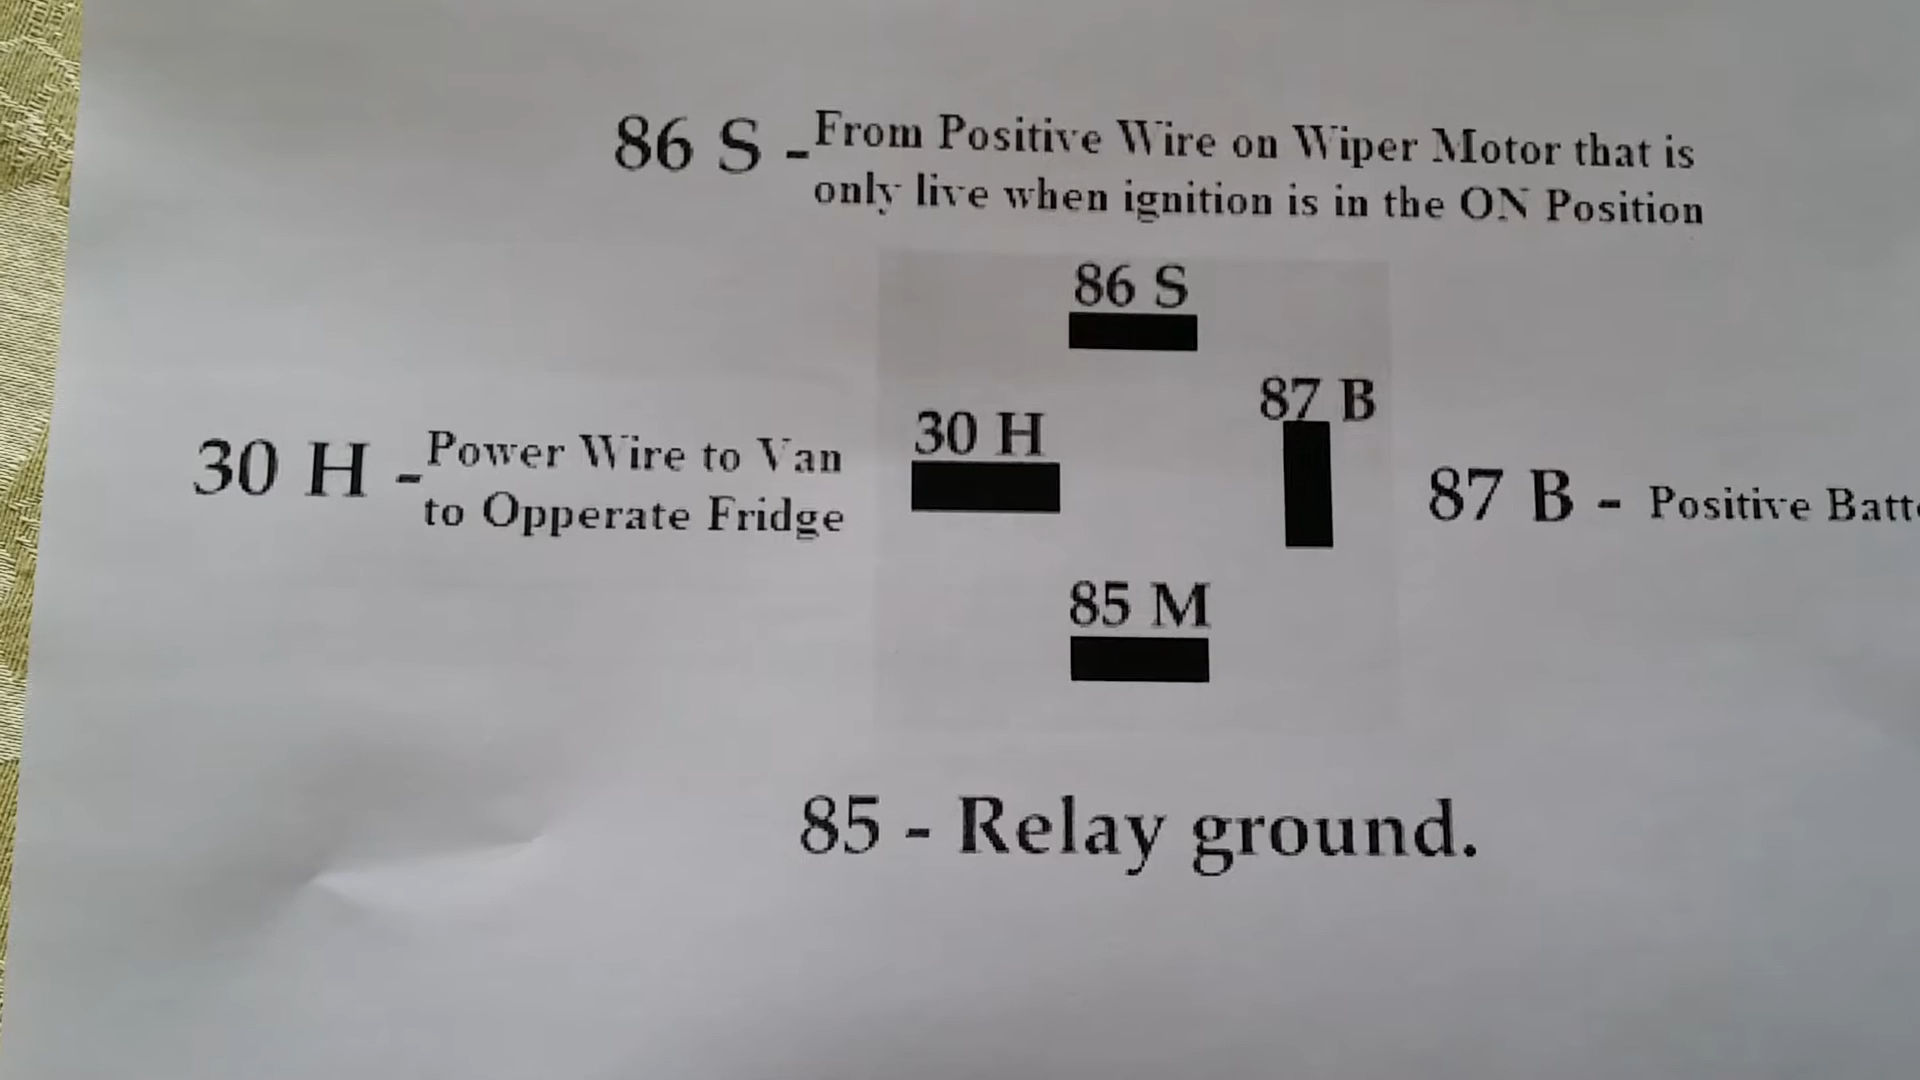 86 S - From Positive Wire on Wiper Motor that is
only live when ignition is in the ON Position
86 S
87 B
30 H
30 H - Power Wire to Van
to Opperate Fridge
87 B - Positive
85 M
85 - Relay ground.